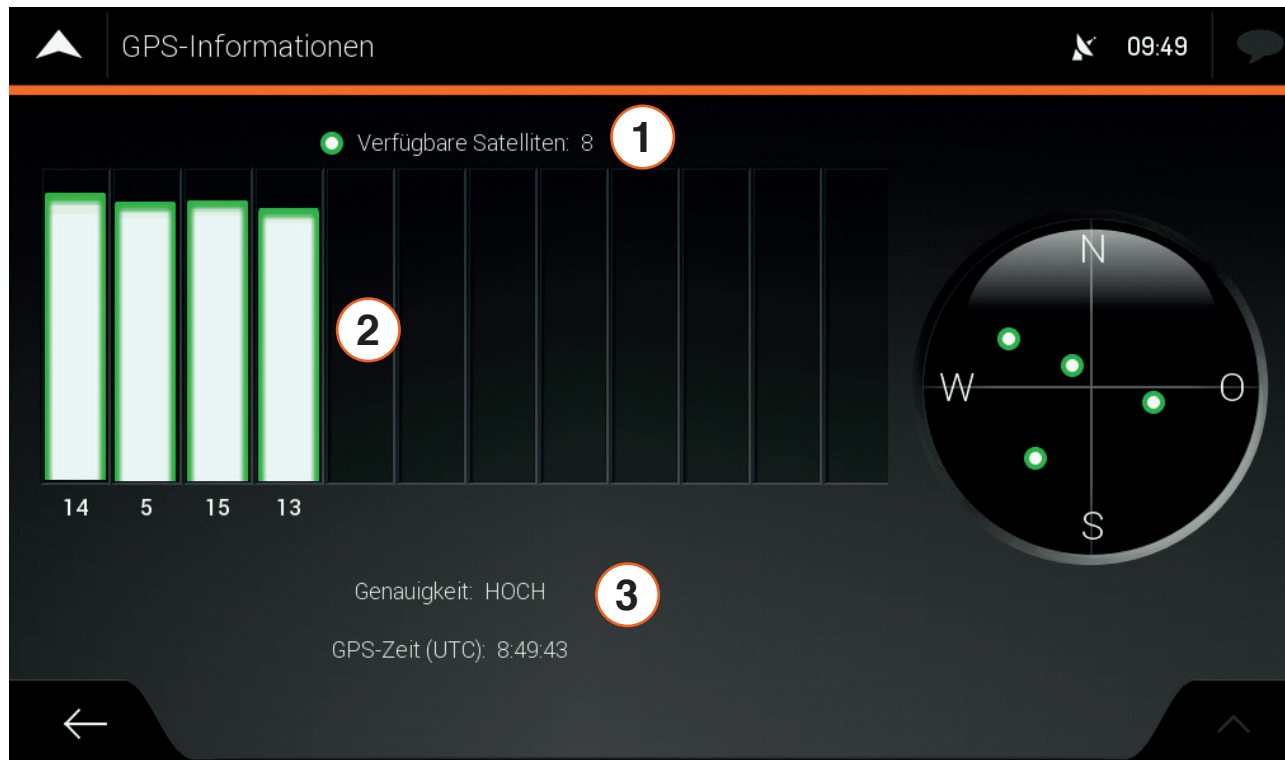 GPS-Informationen 09:49
Verfügbare Satelliten: 8 1
2
14 5 15 13
N
W O
S
Genauigkeit: HOCH 3
GPS-Zeit (UTC): 8:49:43